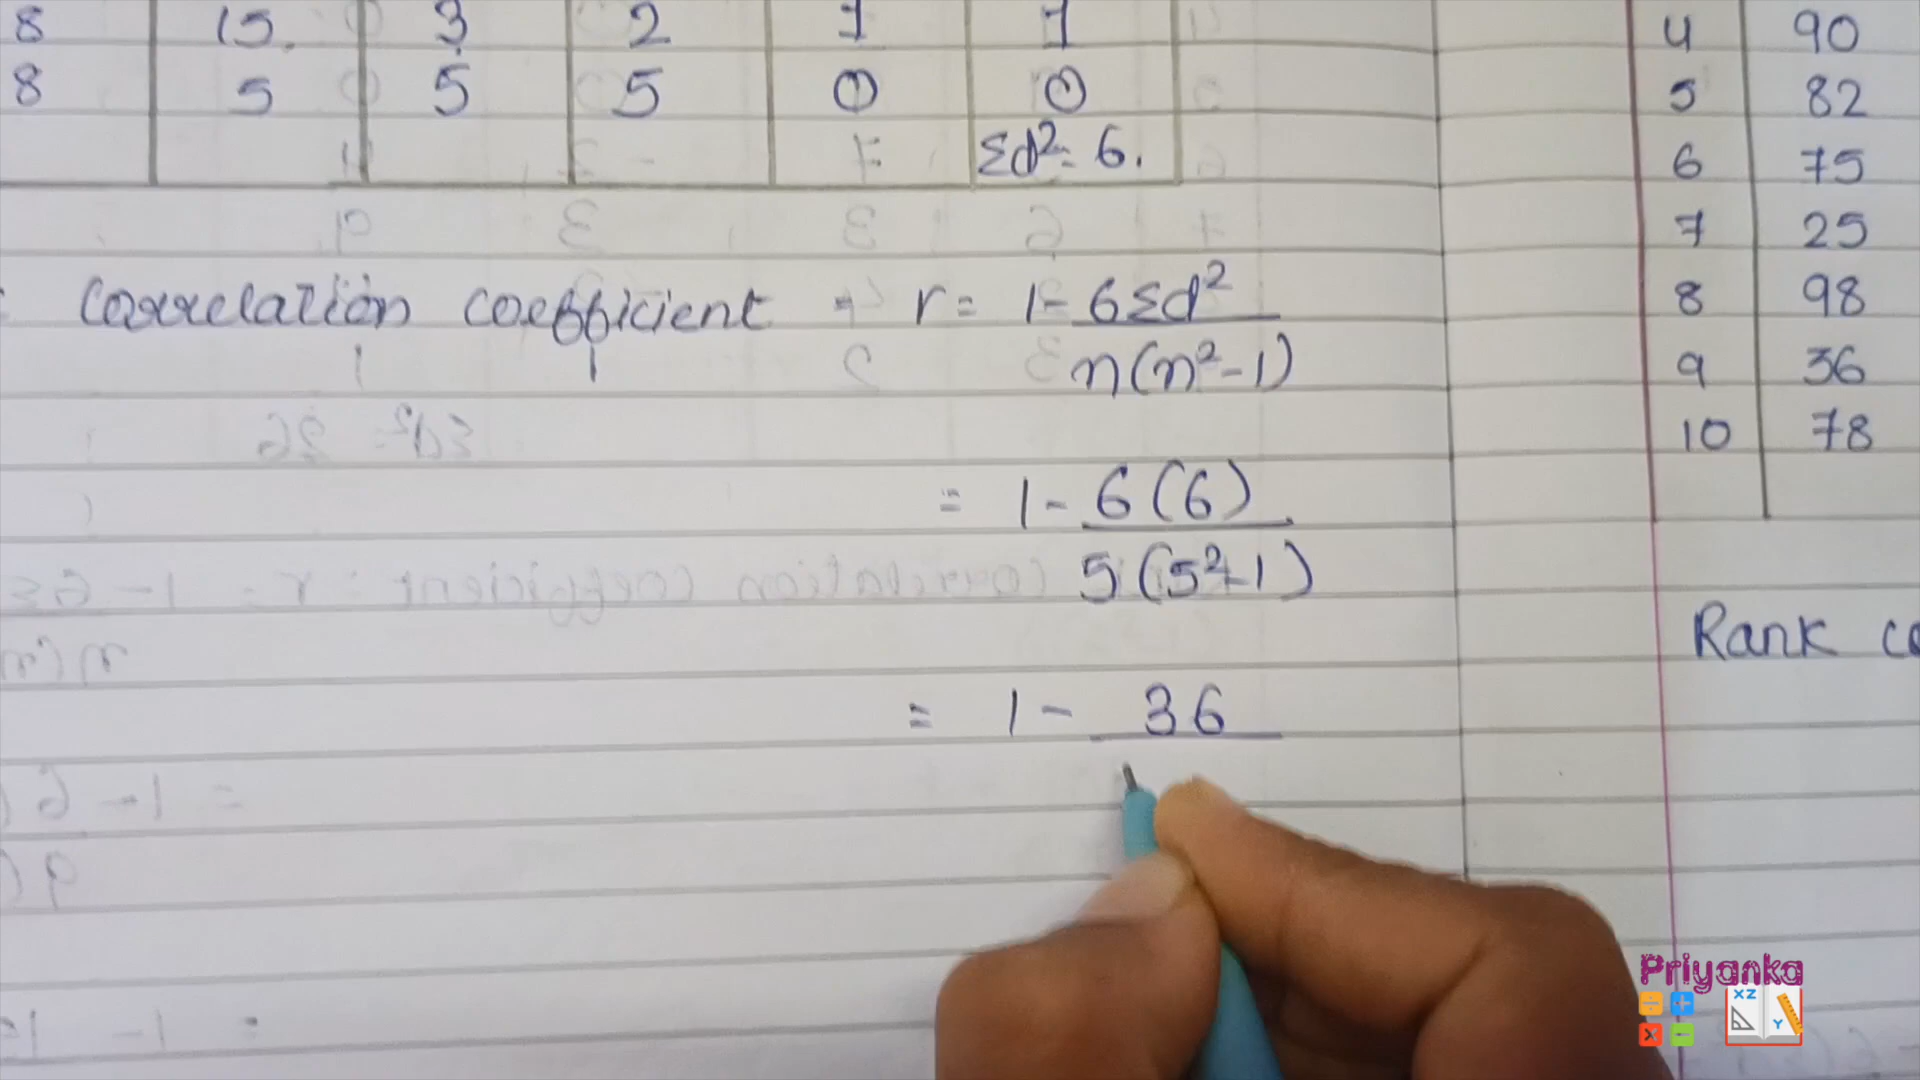 8 15. 3 2 1 1
8 5 5 5 0 0
Σd²= 6.
: Correlation coefficient → r = 1- 6Σd²
n(n²-1)
= 1 - 6(6)
5(5²-1)
= 1 - 36
4 90
5 82
6 75
7 25
8 98
9 36
10 78
Rank co
Priyanka
XZ
Y